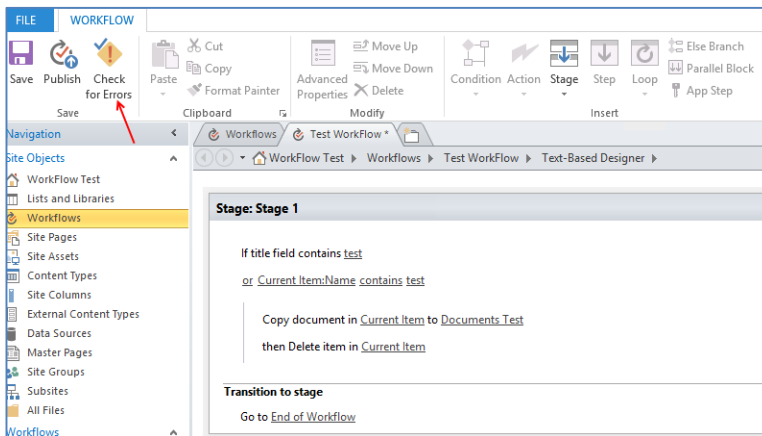 FILE WORKFLOW
Save Publish Check for Errors
Paste
Cut
Copy
Format Painter
Advanced Properties
Move Up
Move Down
Delete
Condition Action Stage Step Loop
Else Branch
Parallel Block
App Step
Save Clipboard Modify Insert
Navigation
Workflows Test WorkFlow *
Site Objects
WorkFlow Test Workflows Test WorkFlow Text-Based Designer
WorkFlow Test
Lists and Libraries
Workflows
Site Pages
Site Assets
Content Types
Site Columns
External Content Types
Data Sources
Master Pages
Site Groups
Subsites
All Files
Workflows
Stage: Stage 1
If title field contains test
or Current Item:Name contains test
Copy document in Current Item to Documents Test
then Delete item in Current Item
Transition to stage
Go to End of Workflow